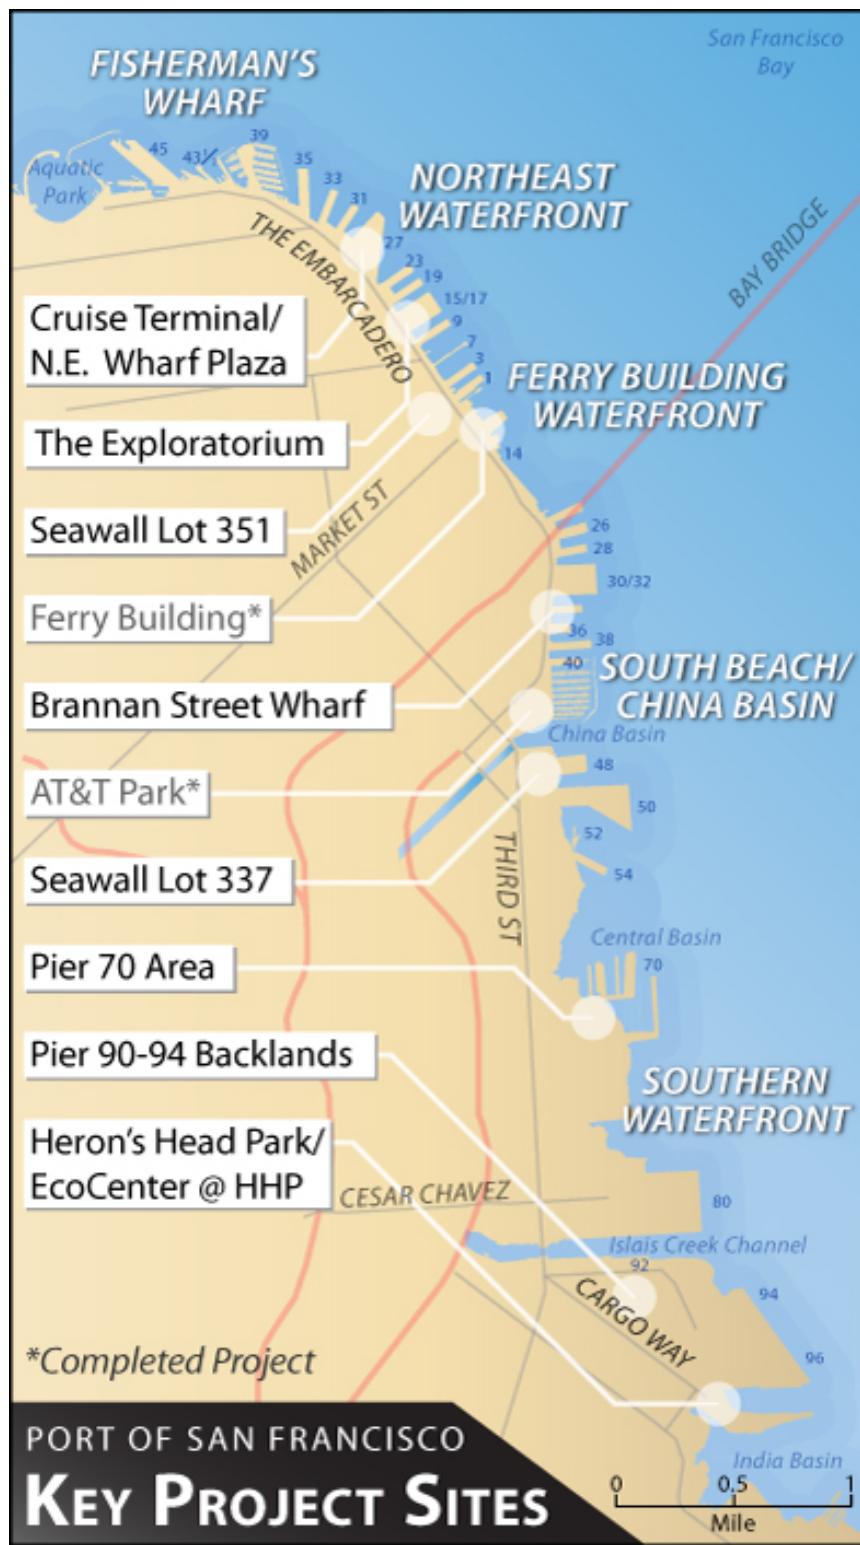 San Francisco
Bay
FISHERMAN'S
WHARF
39
45
43½
35
33
31
Aquatic
Park
NORTHEAST
WATERFRONT
THE EMBARCADERO
27
23
19
15/17
9
7
3
1
BAY BRIDGE
Cruise Terminal/
N.E. Wharf Plaza
FERRY BUILDING
WATERFRONT
The Exploratorium
14
Seawall Lot 351
MARKET ST
26
28
30/32
Ferry Building*
36
38
40
SOUTH BEACH/
CHINA BASIN
Brannan Street Wharf
China Basin
48
AT&T Park*
50
52
54
Seawall Lot 337
THIRD ST
Central Basin
70
Pier 70 Area
Pier 90-94 Backlands
SOUTHERN
WATERFRONT
Heron's Head Park/
EcoCenter @ HHP
CESAR CHAVEZ
80
Islais Creek Channel
92
94
CARGO WAY
96
*Completed Project
PORT OF SAN FRANCISCO
KEY PROJECT SITES
India Basin
0 0.5 1
Mile